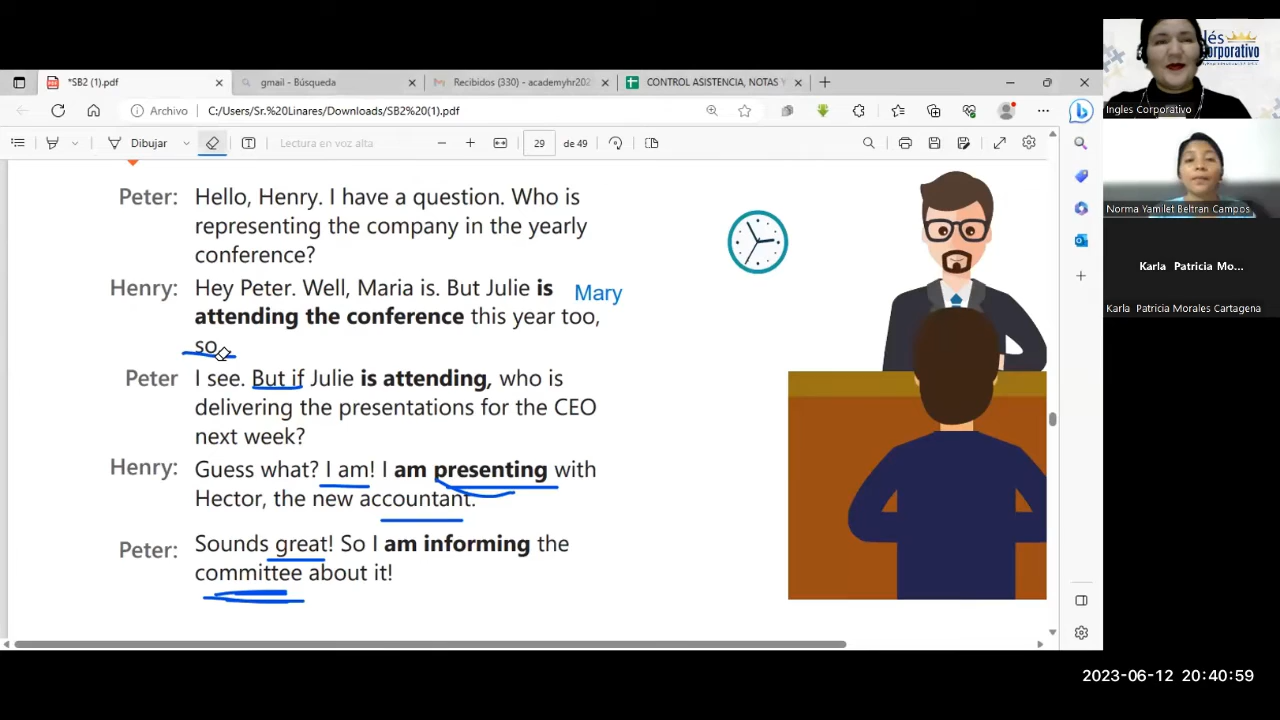 *SB2 (1).pdf
gmail - Búsqueda
Recibidos (330) - academyhr202
CONTROL ASISTENCIA, NOTAS Y
Archivo
C:/Users/Sr.%20Linares/Downloads/SB2%20(1).pdf
Dibujar
Lectura en voz alta
29
de 49
Peter: Hello, Henry. I have a question. Who is
representing the company in the yearly
conference?
Henry: Hey Peter. Well, Maria is. But Julie is
Mary
attending the conference this year too,
so.
Peter I see. But if Julie is attending, who is
delivering the presentations for the CEO
next week?
Henry: Guess what? I am! I am presenting with
Hector, the new accountant.
Peter: Sounds great! So I am informing the
committee about it!
lés
corporativo
Ingles Corporativo
Norma Yamilet Beltran Campos
Karla Patricia Mo...
Karla Patricia Morales Cartagena
2023-06-12 20:40:59